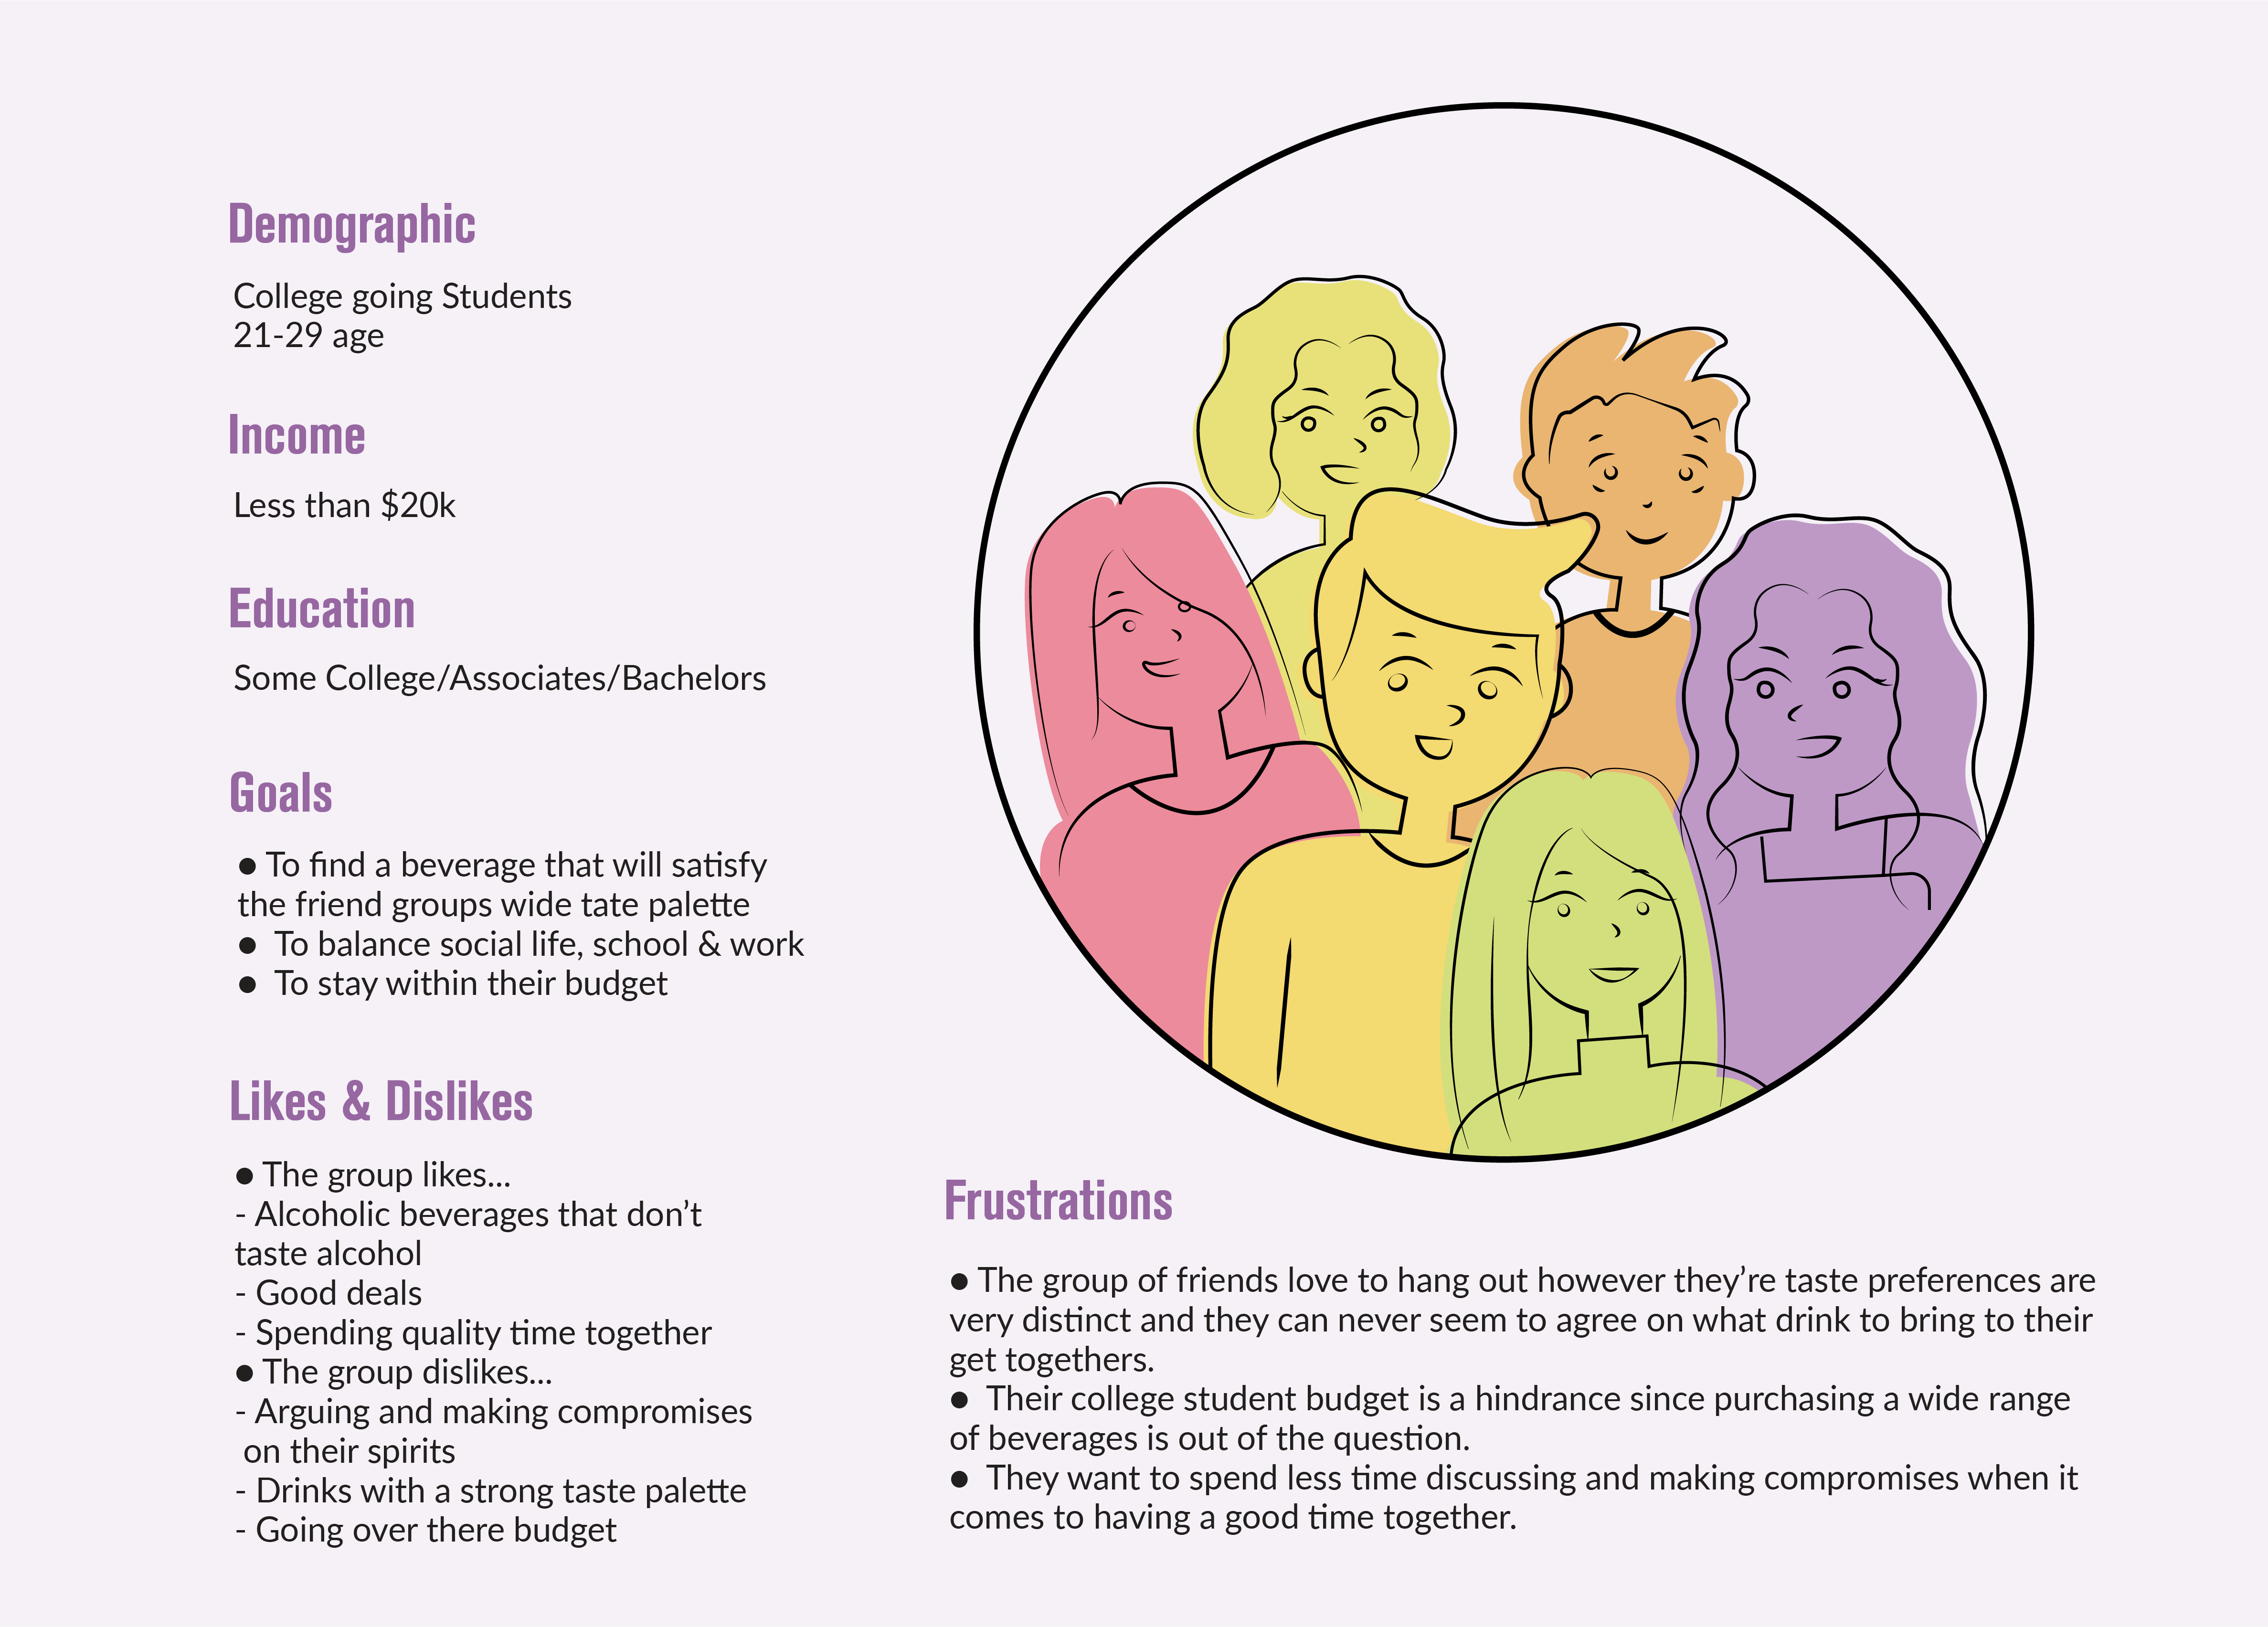 Demographic
College going Students
21-29 age
Income
Less than $20k
Education
Some College/Associates/Bachelors
Goals
● To find a beverage that will satisfy
the friend groups wide tate palette
● To balance social life, school & work
● To stay within their budget
Likes & Dislikes
● The group likes...
- Alcoholic beverages that don’t
taste alcohol
- Good deals
- Spending quality time together
● The group dislikes...
- Arguing and making compromises
on their spirits
- Drinks with a strong taste palette
- Going over there budget
Frustrations
● The group of friends love to hang out however they’re taste preferences are
very distinct and they can never seem to agree on what drink to bring to their
get togethers.
● Their college student budget is a hindrance since purchasing a wide range
of beverages is out of the question.
● They want to spend less time discussing and making compromises when it
comes to having a good time together.